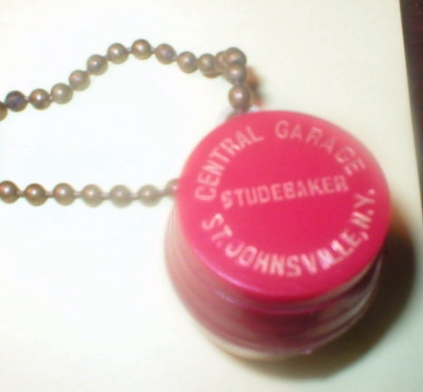 CENTRAL GARAGE
STUDEBAKER
ST. JOHNSVILLE, N.Y.